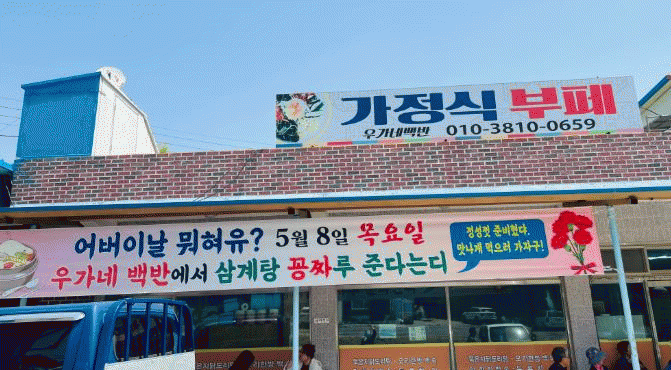 가정식 부페
우가네백반 010-3810-0659
어버이날 뭐혀유? 5월 8일 목요일
우가네 백반에서 삼계탕 꽁짜루 준다는디
정성껏 준비했댜.
맛나게 먹으러 가자구!